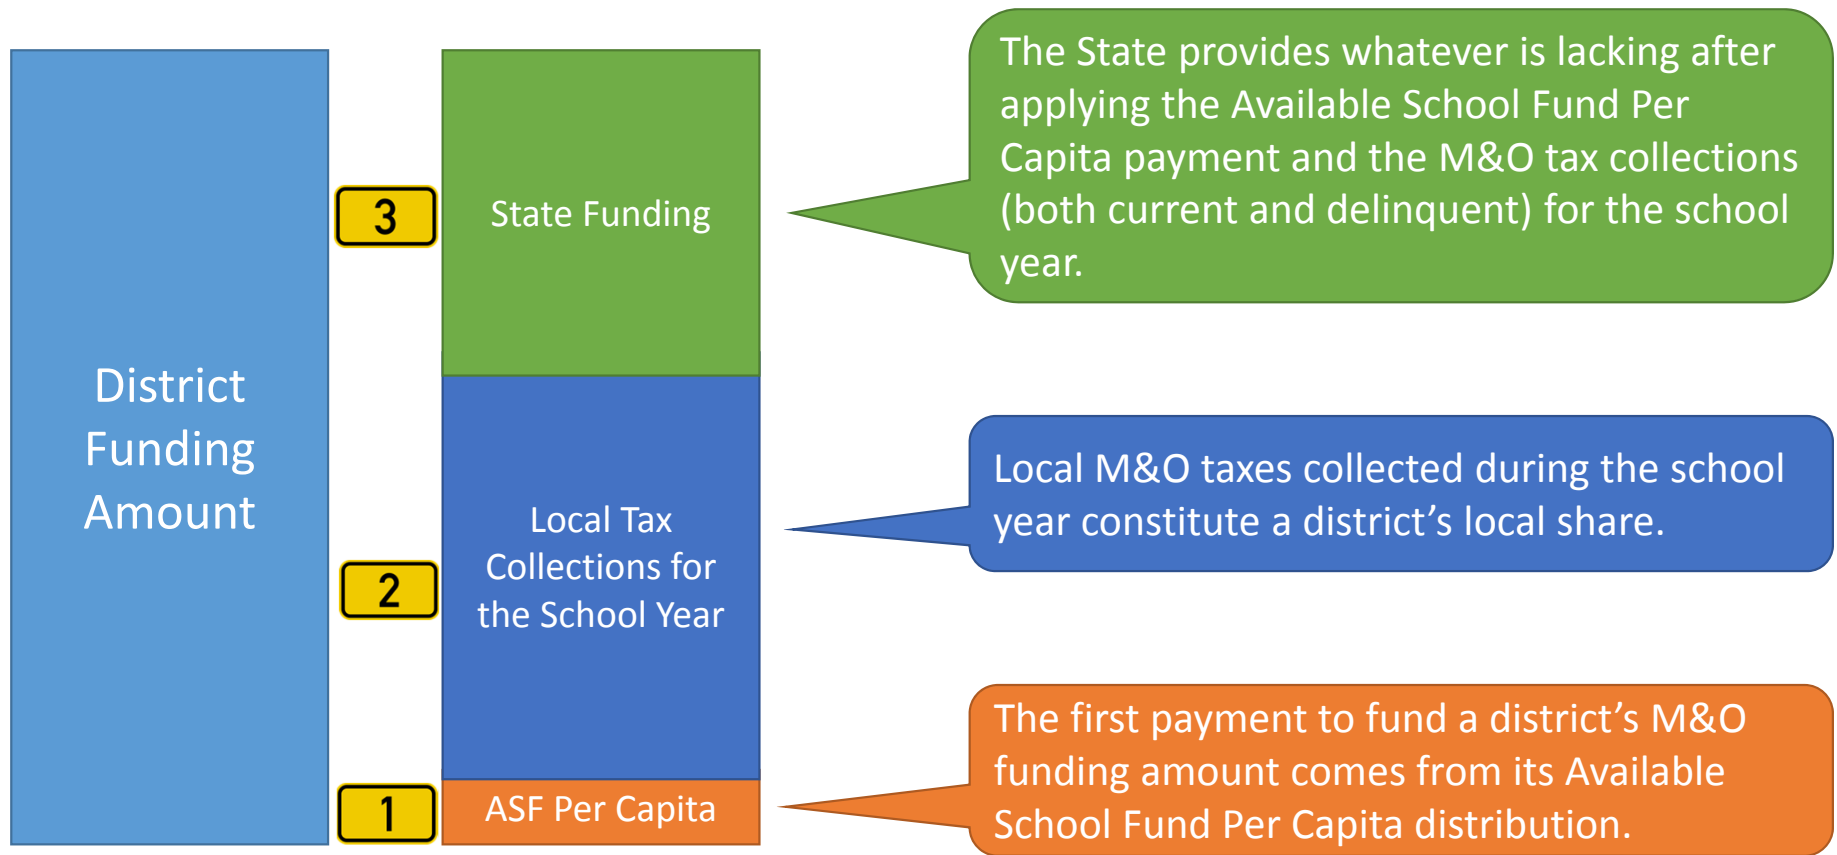 District
Funding
Amount
3
State Funding
The State provides whatever is lacking after
applying the Available School Fund Per
Capita payment and the M&O tax collections
(both current and delinquent) for the school
year.
2
Local Tax
Collections for
the School Year
Local M&O taxes collected during the school
year constitute a district’s local share.
1
ASF Per Capita
The first payment to fund a district’s M&O
funding amount comes from its Available
School Fund Per Capita distribution.